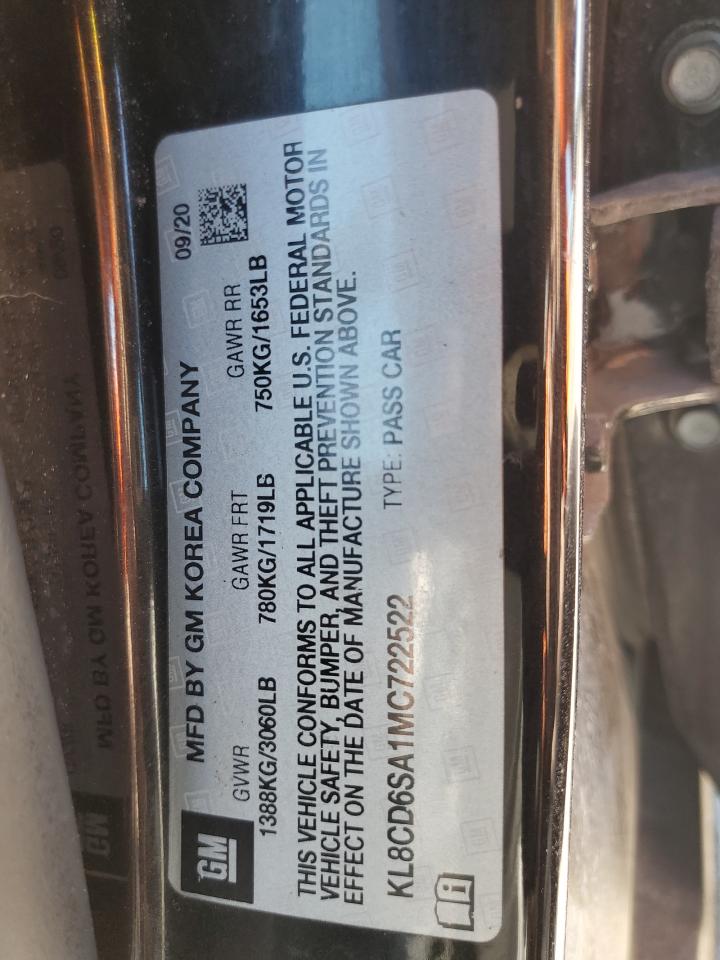 GM
MFD BY GM KOREA COMPANY 09/20
GVWR GAWR FRT GAWR RR
1388KG/3060LB 780KG/1719LB 750KG/1653LB
THIS VEHICLE CONFORMS TO ALL APPLICABLE U.S. FEDERAL MOTOR
VEHICLE SAFETY, BUMPER, AND THEFT PREVENTION STANDARDS IN
EFFECT ON THE DATE OF MANUFACTURE SHOWN ABOVE.
KL8CD6SA1MC722522 TYPE: PASS CAR